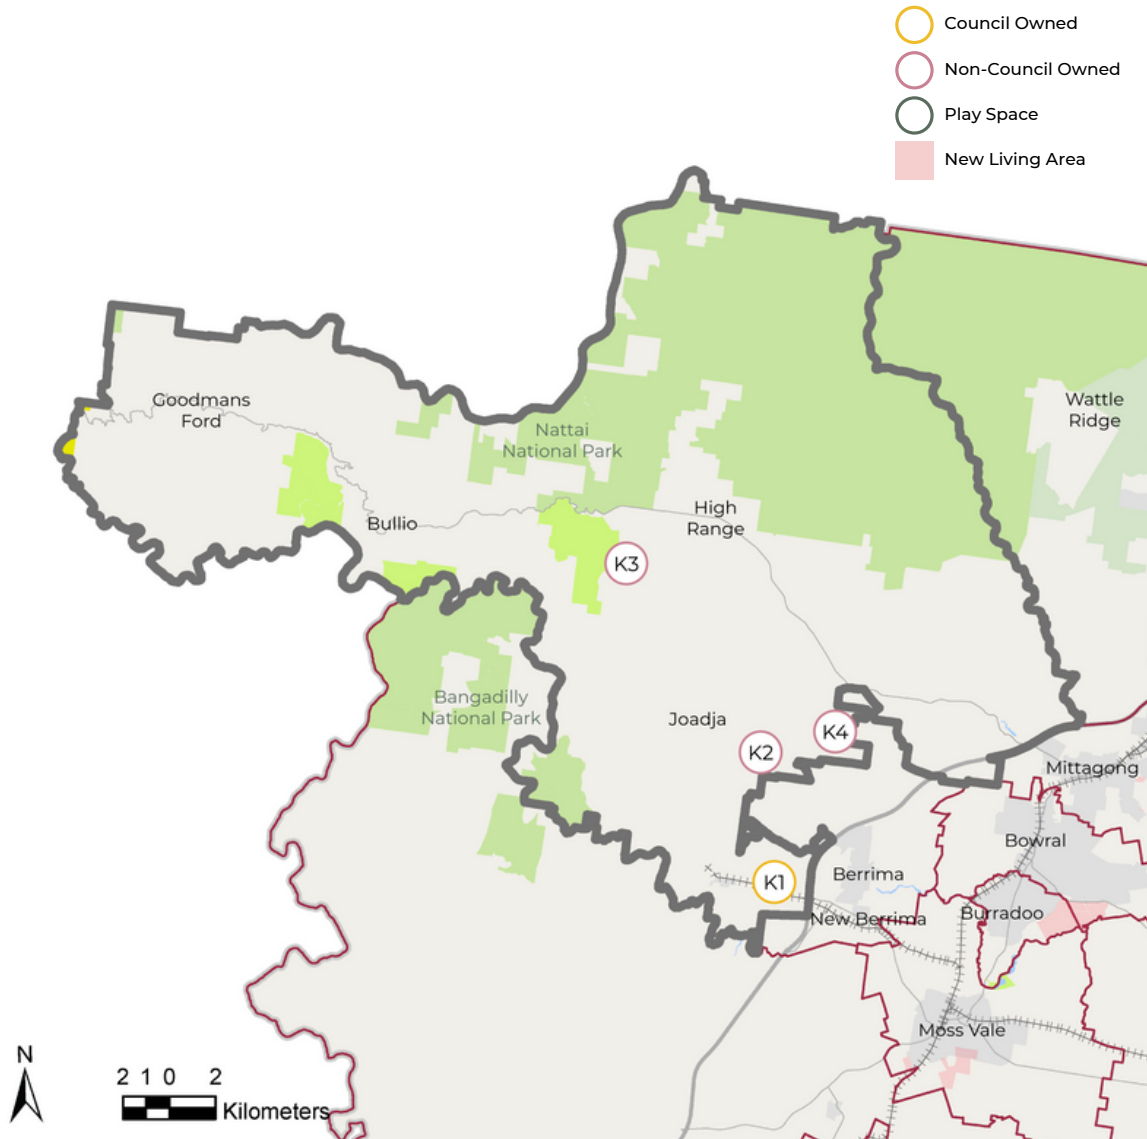 Council Owned
Non-Council Owned
Play Space
New Living Area
Goodmans
Ford
Wattle
Ridge
Nattai
National Park
High
Range
Bullio
K3
Bangadilly
National Park
Joadja
K4
K2
Mittagong
Bowral
Berrima
K1
New Berrima
Burradoo
Moss Vale
N
2 1 0 2
Kilometers